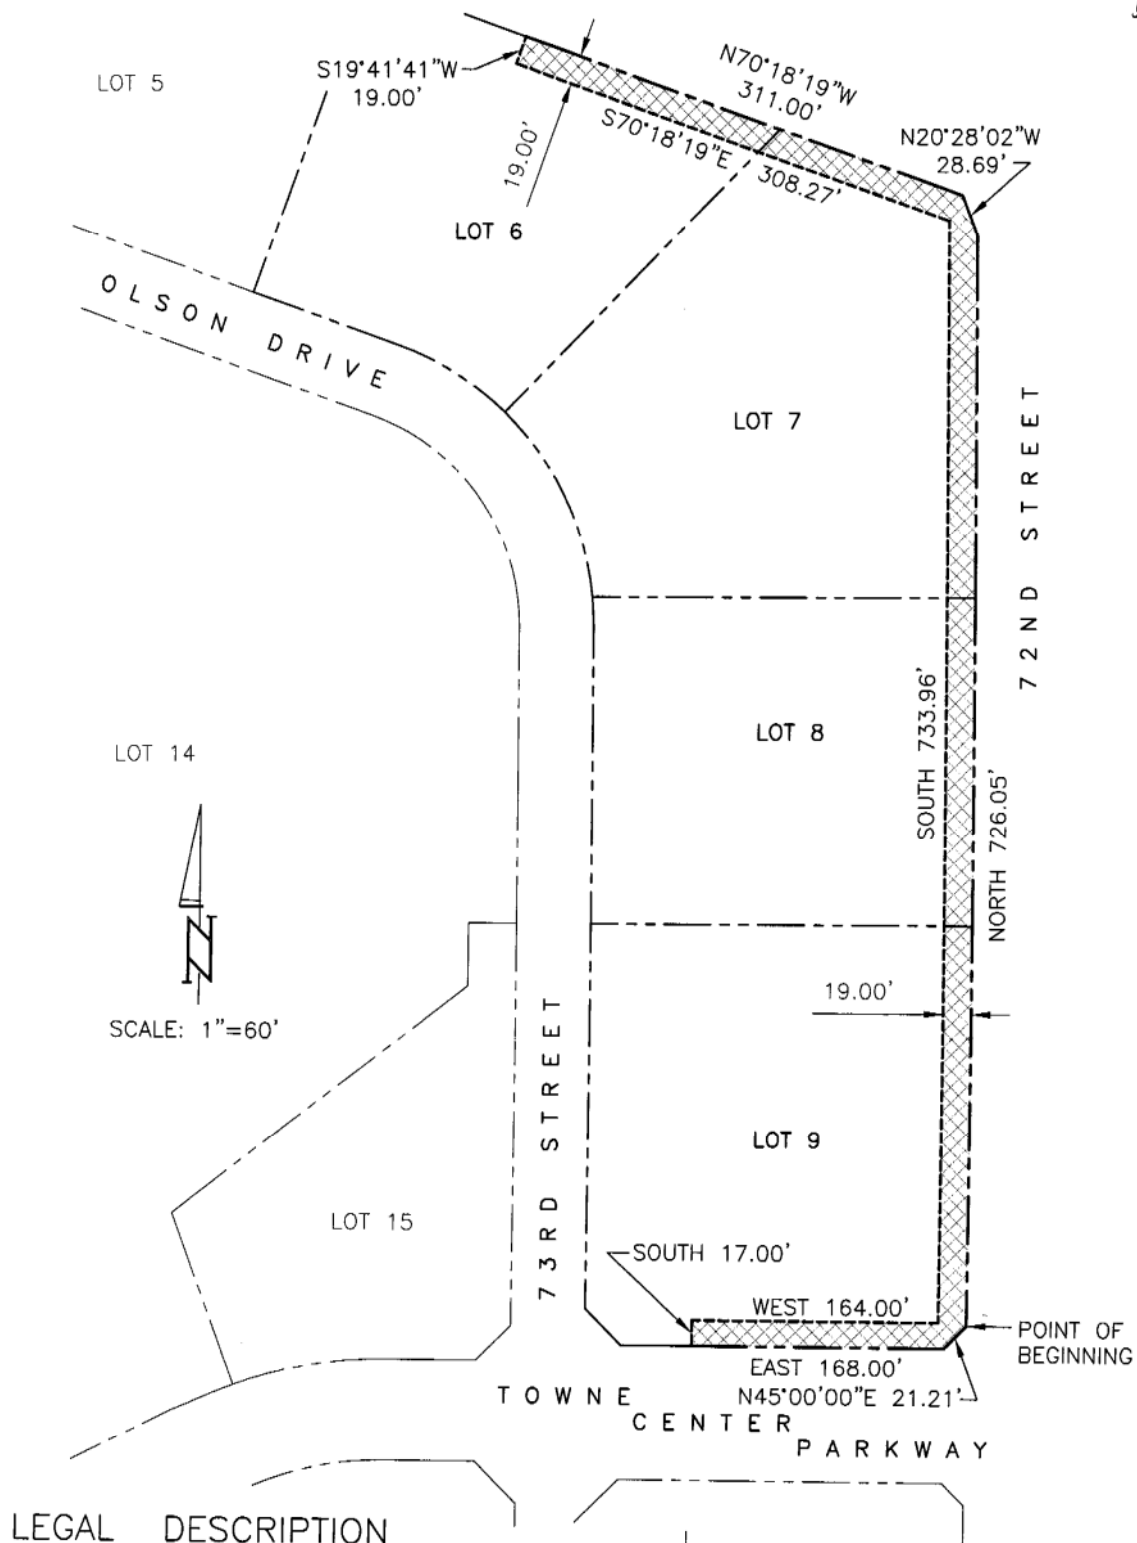 LOT 5
S19°41'41"W
19.00'
N70°18'19"W
311.00'
N20°28'02"W
28.69'
19.00'
S70°18'19"E 308.27'
LOT 6
OLSON DRIVE
LOT 7
72ND STREET
LOT 8
SOUTH 733.96'
NORTH 726.05'
LOT 14
SCALE: 1"=60'
19.00'
73RD STREET
LOT 9
LOT 15
SOUTH 17.00'
WEST 164.00'
POINT OF
BEGINNING
EAST 168.00'
N45°00'00"E 21.21'
TOWNE
CENTER
PARKWAY
LEGAL DESCRIPTION